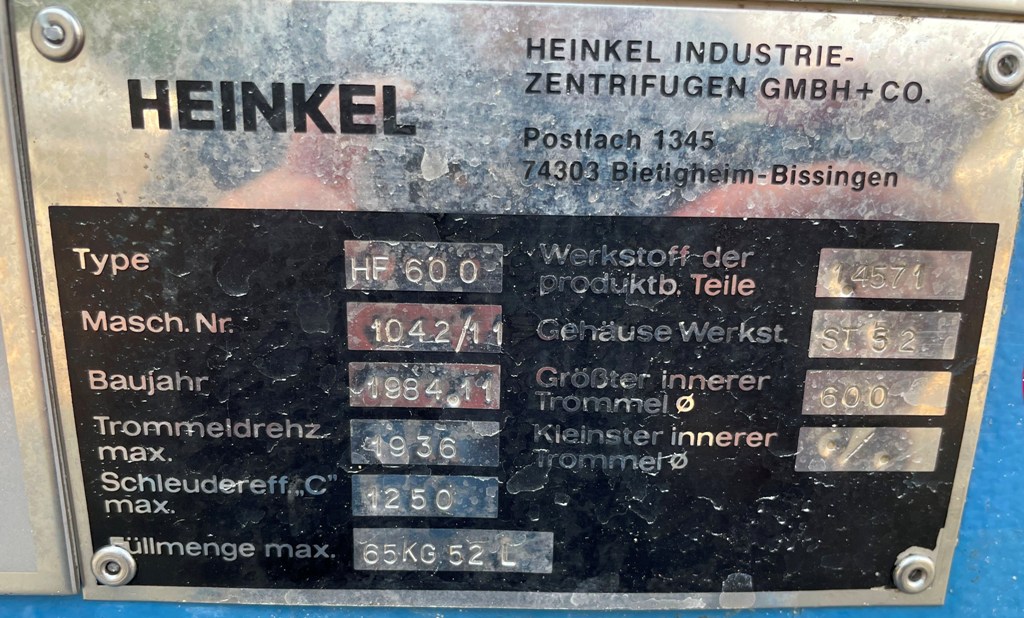 HEINKEL
HEINKEL INDUSTRIE-
ZENTRIFUGEN GMBH+CO.
Postfach 1345
74303 Bietigheim-Bissingen
Type HF 600
Masch. Nr. 1042/11
Baujahr 1984.11
Trommeldrehz.
max. 1936
Schleudereff. „C"
max. 1250
Füllmenge max. 65KG 52 L
Werkstoff der
produktb. Teile 1.4571
Gehäuse Werkst. ST 52
Größter innerer
Trommel Ø 600
Kleinster innerer
Trommel Ø